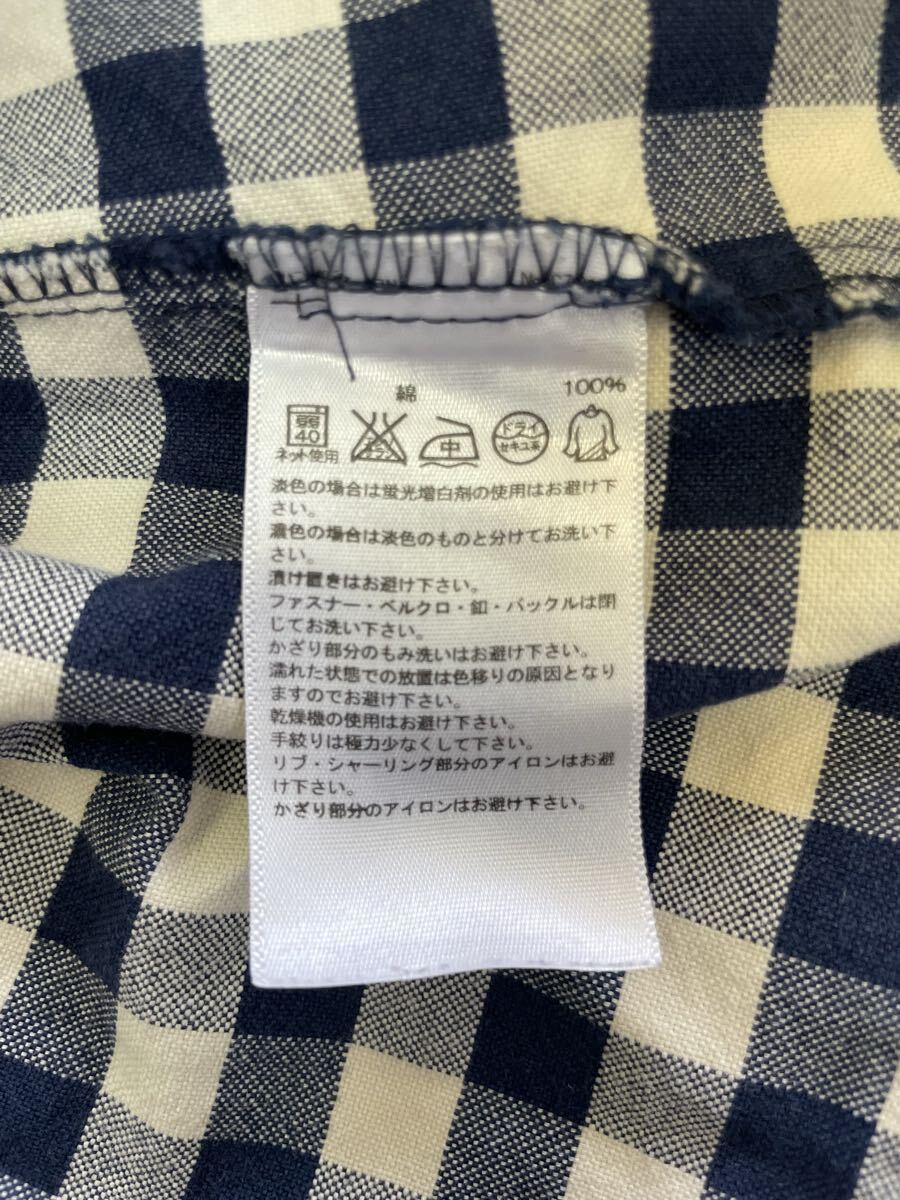 綿 100%
弱
40
エンソ
サラシ
中
ドライ
セキユ系
ネット使用
淡色の場合は蛍光増白剤の使用はお避け下
さい。
濃色の場合は淡色のものと分けてお洗い下
さい。
漬け置きはお避け下さい。
ファスナー・ベルクロ・釦・バックルは閉
じてお洗い下さい。
かざり部分のもみ洗いはお避け下さい。
濡れた状態での放置は色移りの原因となり
ますのでお避け下さい。
乾燥機の使用はお避け下さい。
手絞りは極力少なくして下さい。
リブ・シャーリング部分のアイロンはお避
け下さい。
かざり部分のアイロンはお避け下さい。